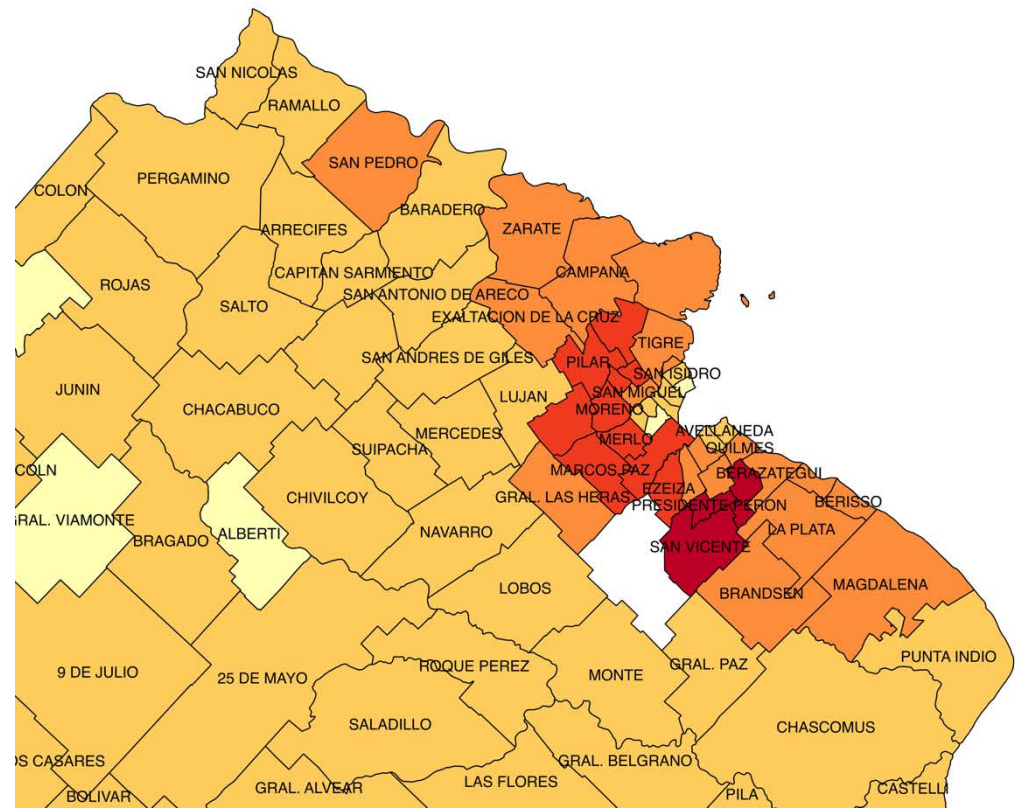 SAN NICOLAS
RAMALLO
SAN PEDRO
PERGAMINO
COLON
BARADERO
ARRECIFES
ZARATE
CAPITAN SARMIENTO
CAMPANA
ROJAS
SAN ANTONIO DE ARECO
SALTO
EXALTACION DE LA CRUZ
TIGRE
SAN ANDRES DE GILES
PILAR
SAN ISIDRO
JUNIN
LUJAN
SAN MIGUEL
CHACABUCO
MORENO
MERCEDES
AVELLANEDA
MERLO
SUIPACHA
QUILMES
OLN
MARCOS PAZ
BERAZATEGUI
CHIVILCOY
GRAL. LAS HERAS
EZEIZA
BERISSO
PRESIDENTE PERON
GRAL. VIAMONTE
ALBERTI
NAVARRO
LA PLATA
BRAGADO
SAN VICENTE
LOBOS
MAGDALENA
BRANDSEN
PUNTA INDIO
ROQUE PEREZ
GRAL. PAZ
9 DE JULIO
25 DE MAYO
MONTE
SALADILLO
CHASCOMUS
OS CASARES
GRAL. BELGRANO
LAS FLORES
GRAL. ALVEAR
CASTELLI
BOLIVAR
PILA